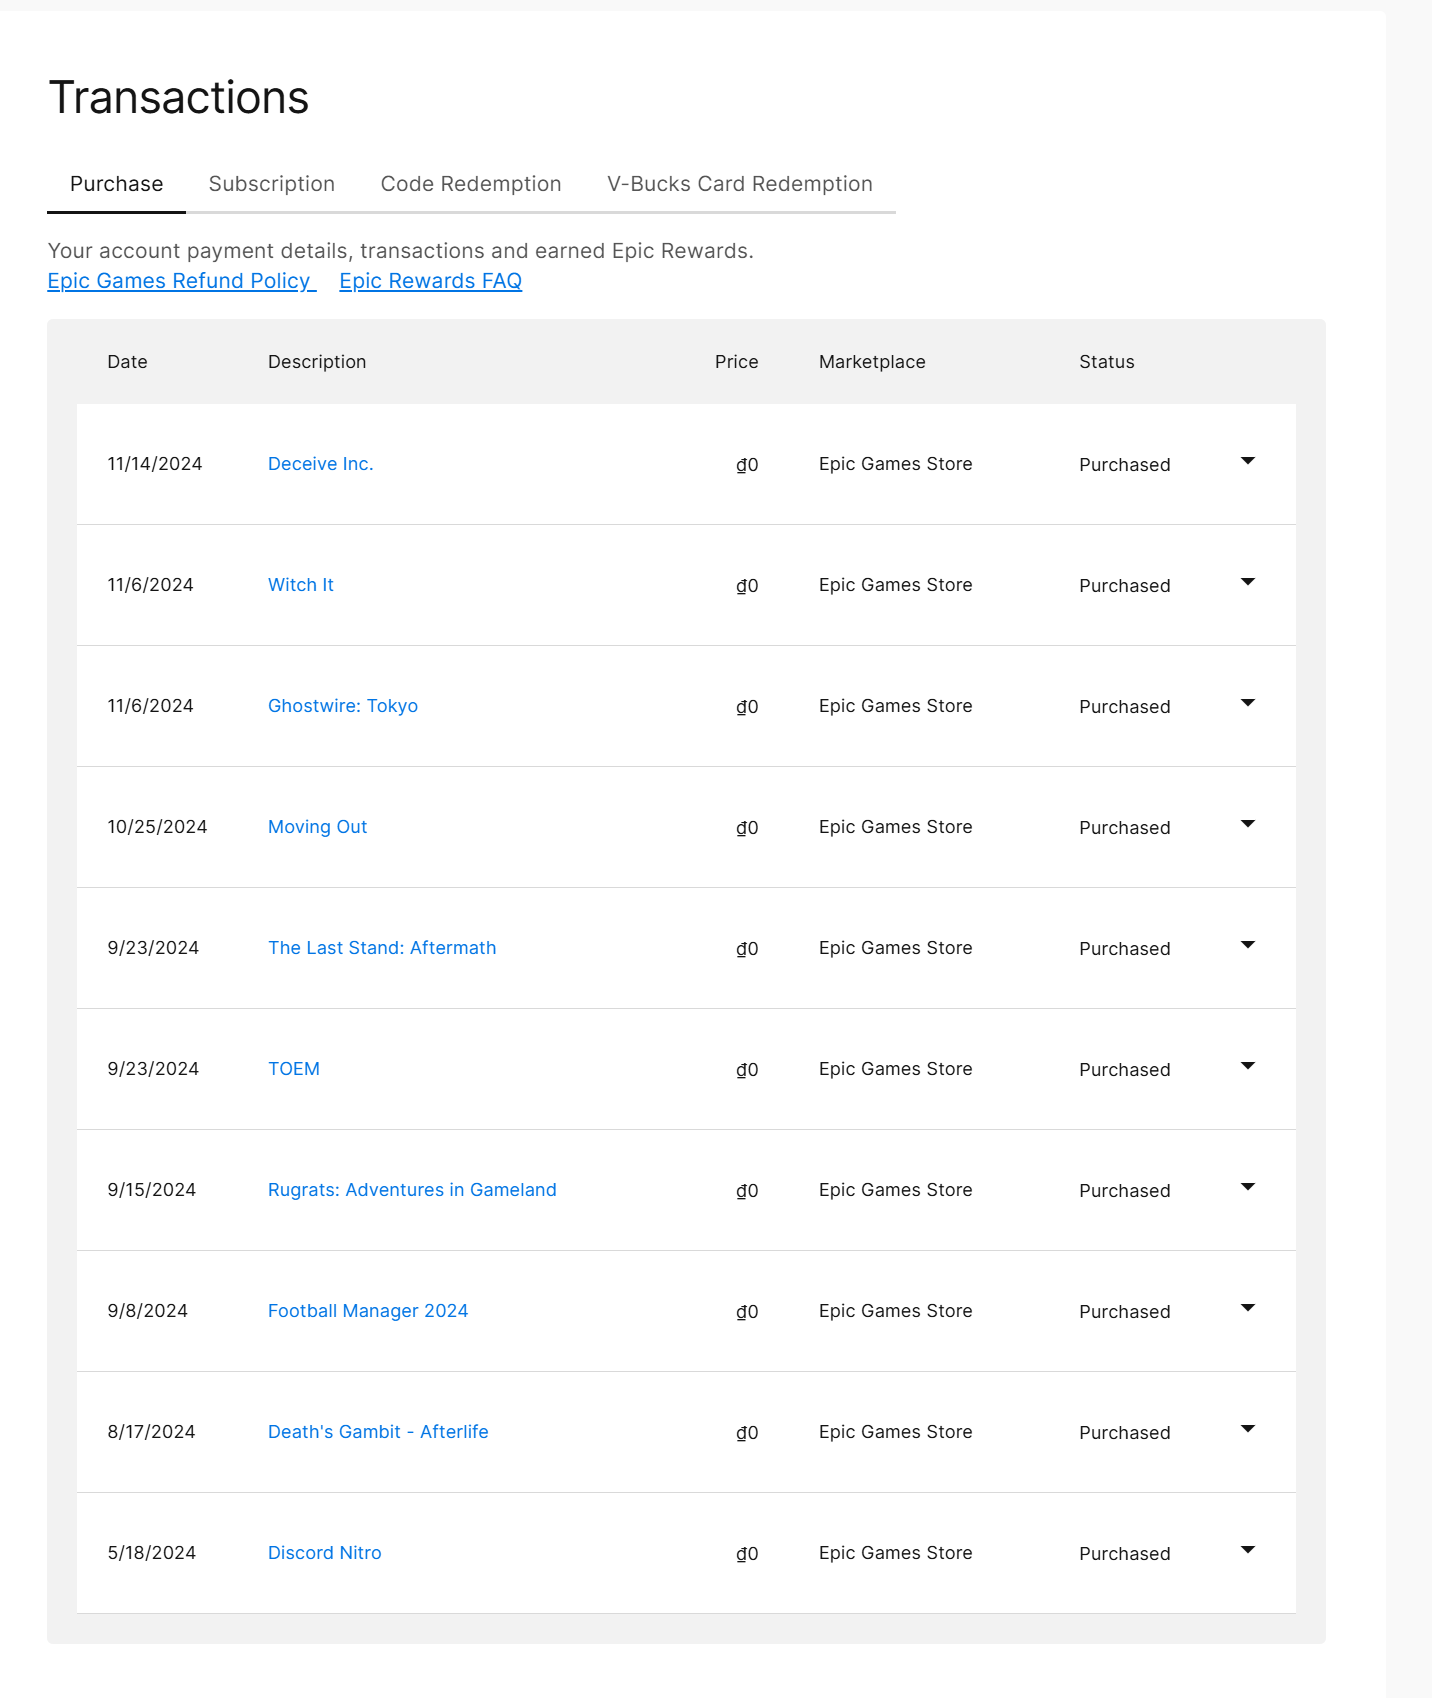 Transactions
Purchase Subscription Code Redemption V-Bucks Card Redemption
Your account payment details, transactions and earned Epic Rewards.
Epic Games Refund Policy Epic Rewards FAQ
Date Description Price Marketplace Status
11/14/2024 Deceive Inc. ₫0 Epic Games Store Purchased
11/6/2024 Witch It ₫0 Epic Games Store Purchased
11/6/2024 Ghostwire: Tokyo ₫0 Epic Games Store Purchased
10/25/2024 Moving Out ₫0 Epic Games Store Purchased
9/23/2024 The Last Stand: Aftermath ₫0 Epic Games Store Purchased
9/23/2024 TOEM ₫0 Epic Games Store Purchased
9/15/2024 Rugrats: Adventures in Gameland ₫0 Epic Games Store Purchased
9/8/2024 Football Manager 2024 ₫0 Epic Games Store Purchased
8/17/2024 Death's Gambit - Afterlife ₫0 Epic Games Store Purchased
5/18/2024 Discord Nitro ₫0 Epic Games Store Purchased